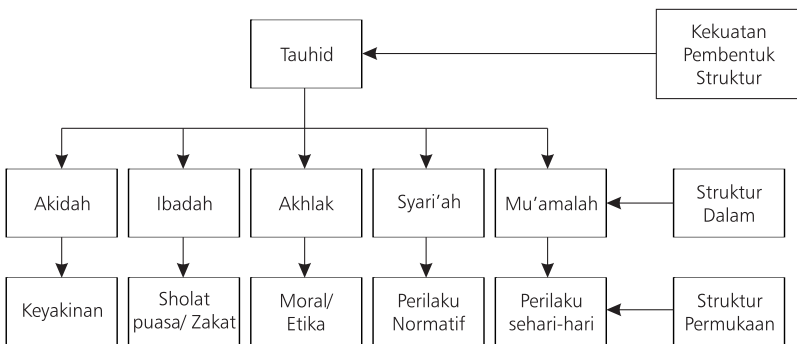 Tauhid
Kekuatan
Pembentuk
Struktur
Akidah
Ibadah
Akhlak
Syari’ah
Mu’amalah
Struktur
Dalam
Keyakinan
Sholat
puasa/ Zakat
Moral/
Etika
Perilaku
Normatif
Perilaku
sehari-hari
Struktur
Permukaan